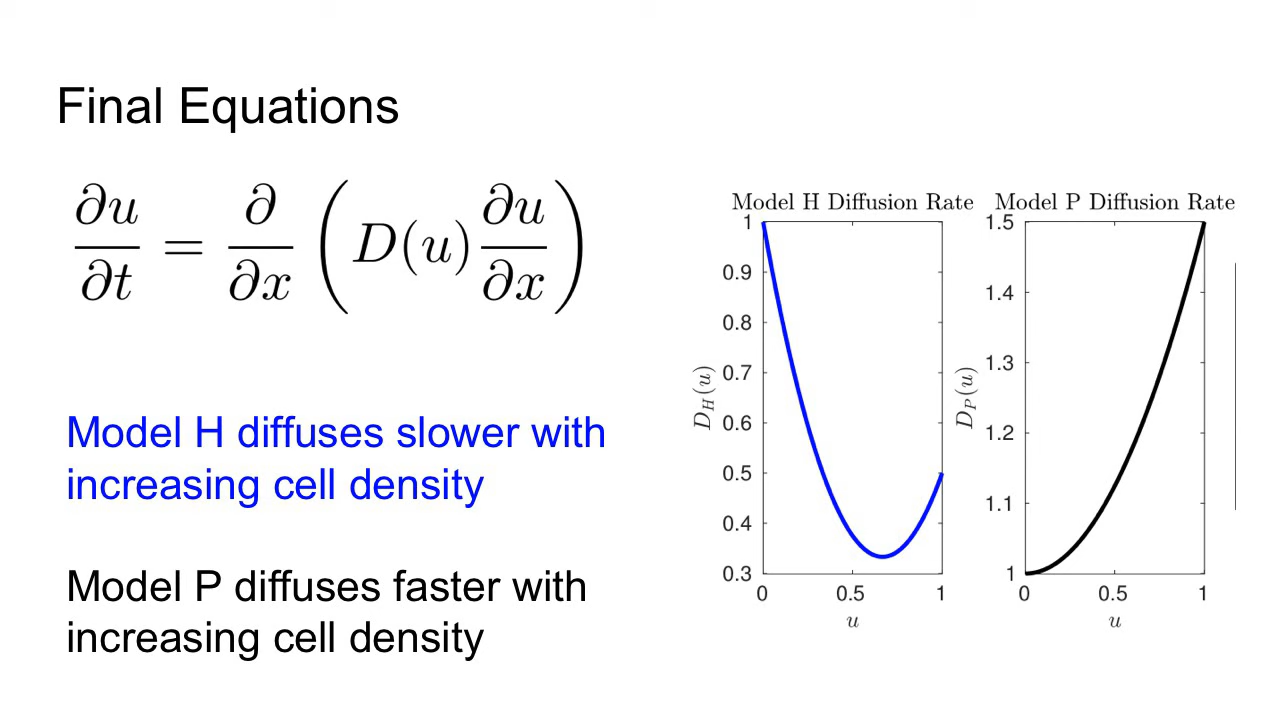 Final Equations
∂u/∂t = ∂/∂x (D(u) ∂u/∂x)
Model H diffuses slower with
increasing cell density
Model P diffuses faster with
increasing cell density
Model H Diffusion Rate
1
0.9
0.8
0.7
0.6
0.5
0.4
0.3
D_H(u)
0 0.5 1
u
Model P Diffusion Rate
1.5
1.4
1.3
1.2
1.1
1
D_P(u)
0 0.5 1
u